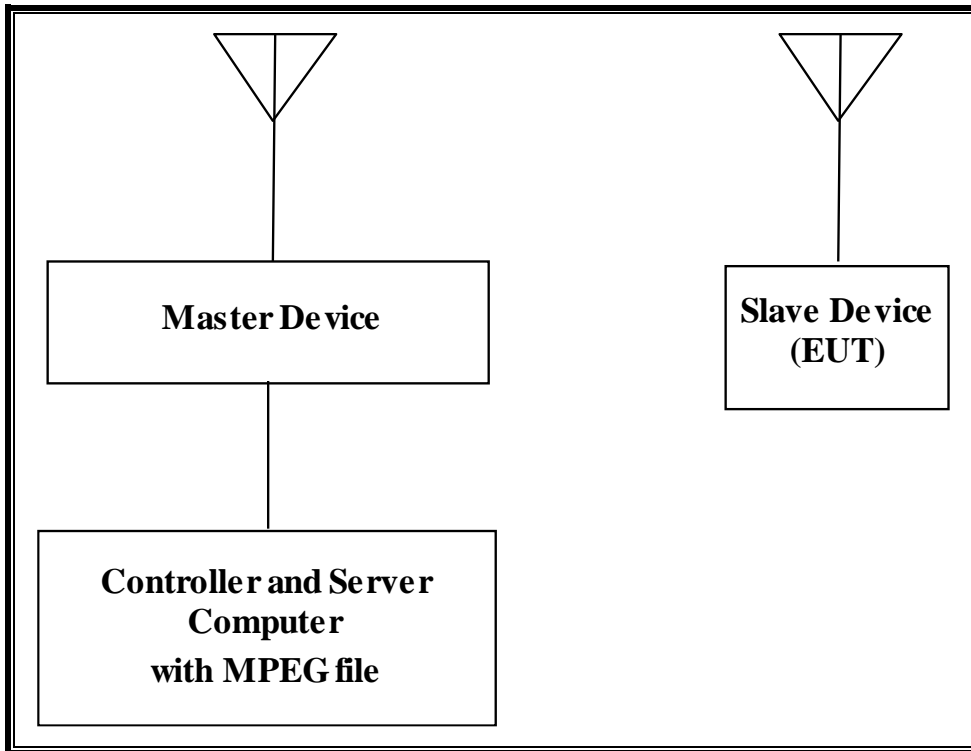 Master Device
Slave Device
(EUT)
Controller and Server
Computer
with MPEG file